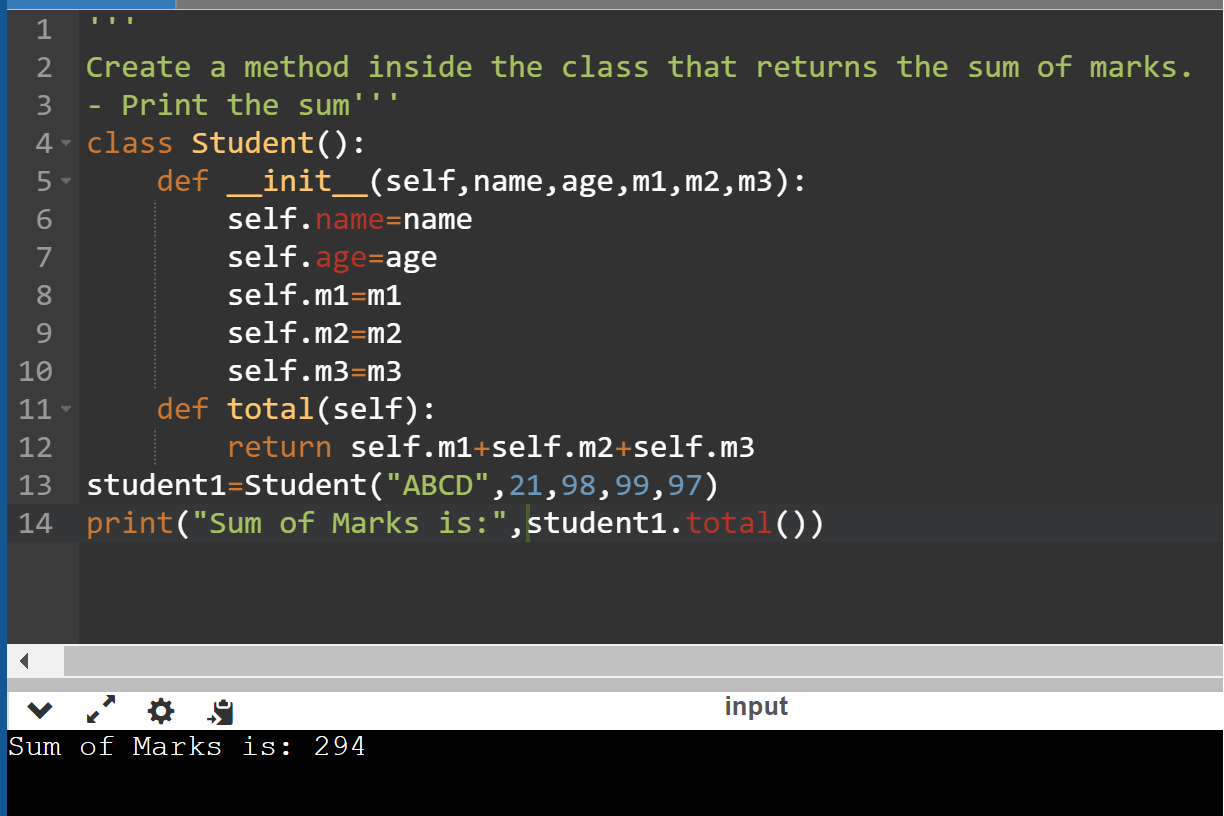 1 '''
2 Create a method inside the class that returns the sum of marks.
3 - Print the sum'''
4 class Student():
5     def __init__(self,name,age,m1,m2,m3):
6         self.name=name
7         self.age=age
8         self.m1=m1
9         self.m2=m2
10         self.m3=m3
11     def total(self):
12         return self.m1+self.m2+self.m3
13 student1=Student("ABCD",21,98,99,97)
14 print("Sum of Marks is:",student1.total())
input
Sum of Marks is: 294